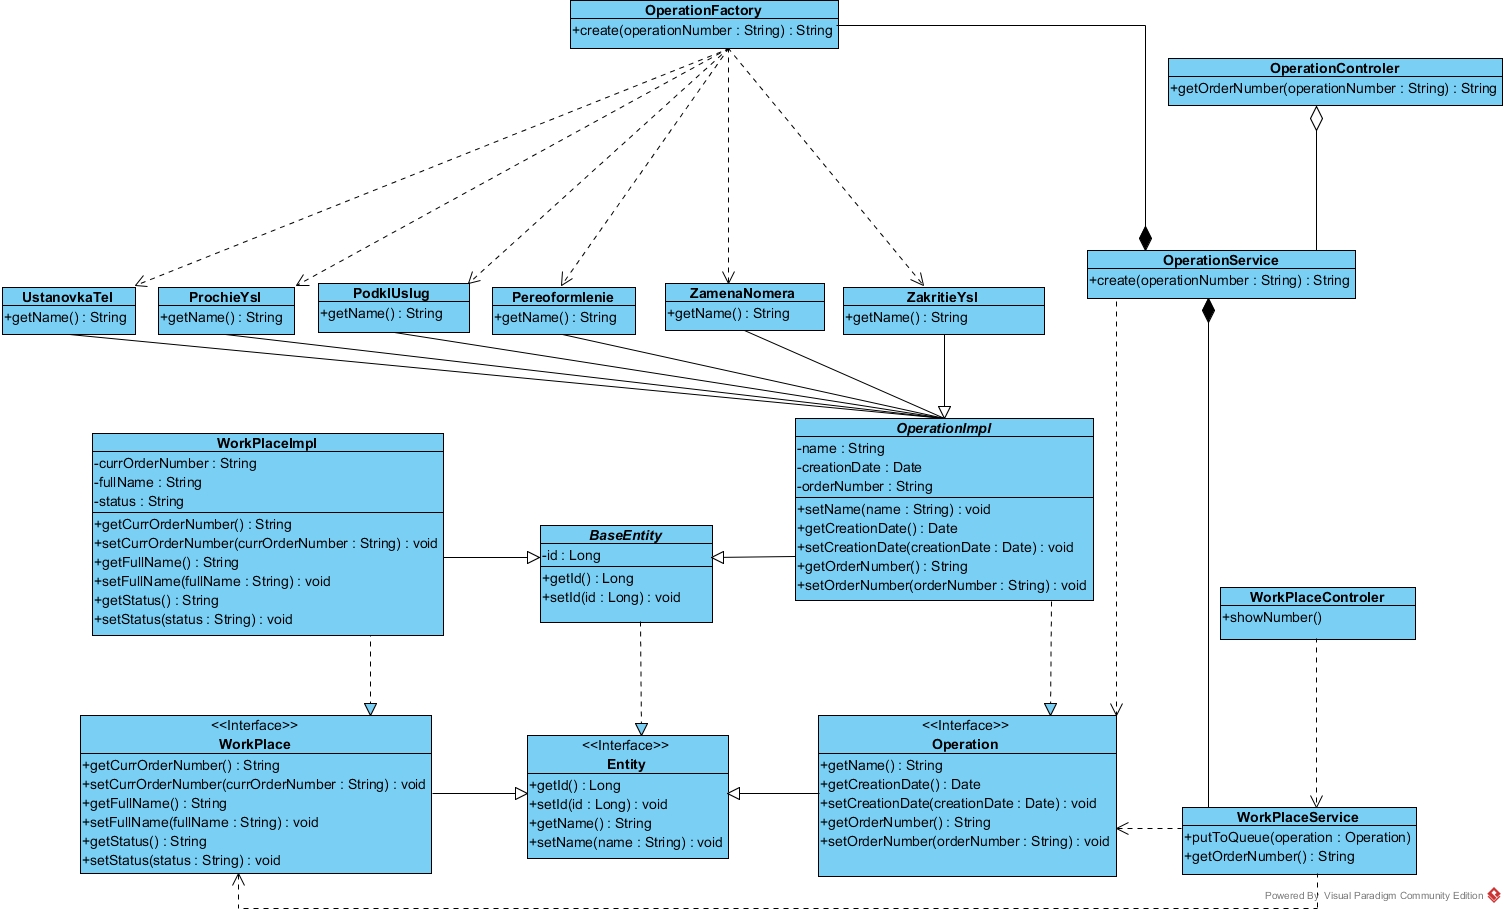 OperationFactory
+create(operationNumber : String) : String
OperationControler
+getOrderNumber(operationNumber : String) : String
OperationService
+create(operationNumber : String) : String
UstanovkaTel
+getName() : String
ProchieYsl
+getName() : String
PodklUslug
+getName() : String
Pereoformlenie
+getName() : String
ZamenaNomera
+getName() : String
ZakritieYsl
+getName() : String
WorkPlaceImpl
-currOrderNumber : String
-fullName : String
-status : String
+getCurrOrderNumber() : String
+setCurrOrderNumber(currOrderNumber : String) : void
+getFullName() : String
+setFullName(fullName : String) : void
+getStatus() : String
+setStatus(status : String) : void
BaseEntity
-id : Long
+getId() : Long
+setId(id : Long) : void
OperationImpl
-name : String
-creationDate : Date
-orderNumber : String
+setName(name : String) : void
+getCreationDate() : Date
+setCreationDate(creationDate : Date) : void
+getOrderNumber() : String
+setOrderNumber(orderNumber : String) : void
WorkPlaceControler
+showNumber()
<<Interface>>
WorkPlace
+getCurrOrderNumber() : String
+setCurrOrderNumber(currOrderNumber : String) : void
+getFullName() : String
+setFullName(fullName : String) : void
+getStatus() : String
+setStatus(status : String) : void
<<Interface>>
Entity
+getId() : Long
+setId(id : Long) : void
+getName() : String
+setName(name : String) : void
<<Interface>>
Operation
+getName() : String
+getCreationDate() : Date
+setCreationDate(creationDate : Date) : void
+getOrderNumber() : String
+setOrderNumber(orderNumber : String) : void
WorkPlaceService
+putToQueue(operation : Operation)
+getOrderNumber() : String
Powered By Visual Paradigm Community Edition